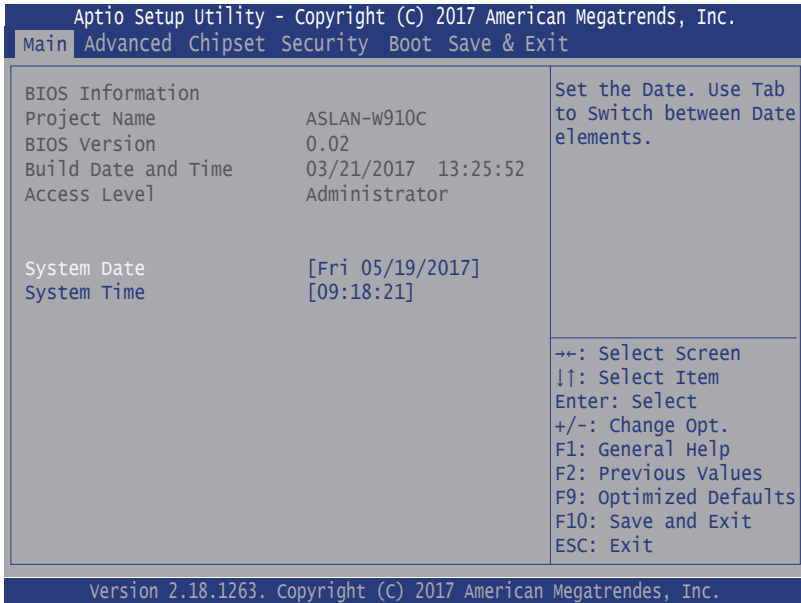 Aptio Setup Utility - Copyright (C) 2017 American Megatrends, Inc.
Main Advanced Chipset Security Boot Save & Exit
BIOS Information
Project Name ASLAN-W910C
BIOS Version 0.02
Build Date and Time 03/21/2017 13:25:52
Access Level Administrator
System Date [Fri 05/19/2017]
System Time [09:18:21]
Set the Date. Use Tab
to Switch between Date
elements.
→←: Select Screen
↓↑: Select Item
Enter: Select
+/-: Change Opt.
F1: General Help
F2: Previous Values
F9: Optimized Defaults
F10: Save and Exit
ESC: Exit
Version 2.18.1263. Copyright (C) 2017 American Megatrendes, Inc.